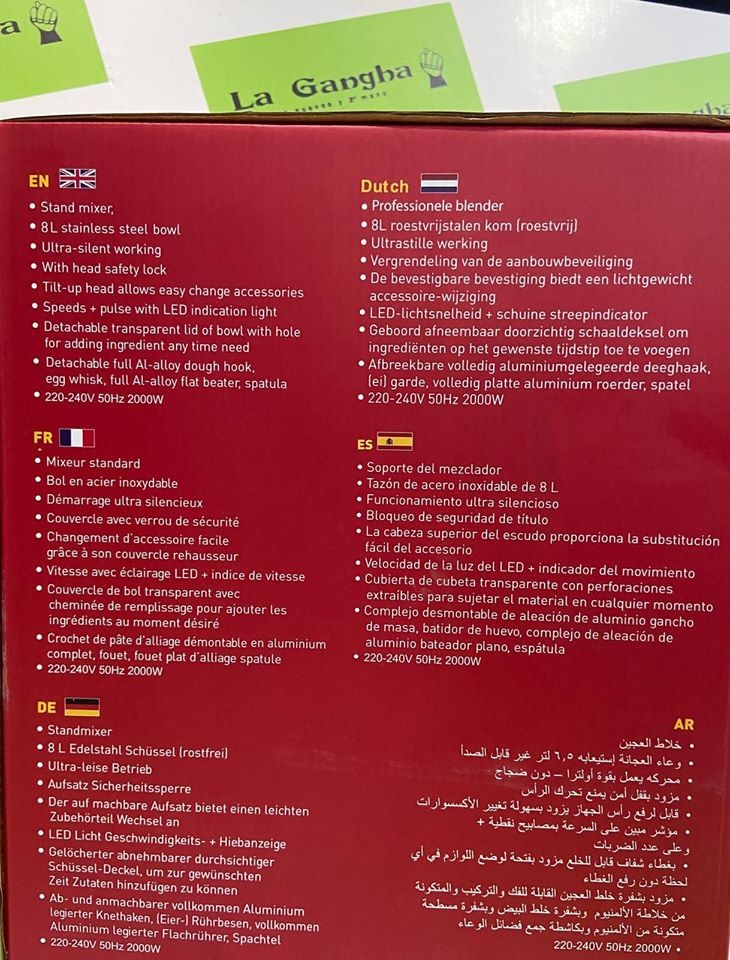 a
La Gangba
Gangba
EN
• Stand mixer,
• 8L stainless steel bowl
• Ultra-silent working
• With head safety lock
• Tilt-up head allows easy change accessories
• Speeds + pulse with LED indication light
• Detachable transparent lid of bowl with hole
for adding ingredient any time need
• Detachable full Al-alloy dough hook,
egg whisk, full Al-alloy flat beater, spatula
• 220-240V 50Hz 2000W
Dutch
• Professionele blender
• 8L roestvrijstalen kom (roestvrij)
• Ultrastille werking
• Vergrendeling van de aanbouwbeveiliging
• De bevestigbare bevestiging biedt een lichtgewicht
accessoire-wijziging
• LED-lichtsnelheid + schuine streepindicator
• Geboord afneembaar doorzichtig schaaldeksel om
ingrediënten op het gewenste tijdstip toe te voegen
• Afbreekbare volledig aluminiumgelegeerde deeghaak,
(ei) garde, volledig platte aluminium roerder, spatel
• 220-240V 50Hz 2000W
FR
• Mixeur standard
• Bol en acier inoxydable
• Démarrage ultra silencieux
• Couvercle avec verrou de sécurité
• Changement d'accessoire facile
grâce à son couvercle rehausseur
• Vitesse avec éclairage LED + indice de vitesse
• Couvercle de bol transparent avec
cheminée de remplissage pour ajouter les
ingrédients au moment désiré
• Crochet de pâte d'alliage démontable en aluminium
complet, fouet, fouet plat d'alliage spatule
• 220-240V 50Hz 2000W
ES
• Soporte del mezclador
• Tazón de acero inoxidable de 8 L
• Funcionamiento ultra silencioso
• Bloqueo de seguridad de título
• La cabeza superior del escudo proporciona la substitución
fácil del accesorio
• Velocidad de la luz del LED + indicador del movimiento
• Cubierta de cubeta transparente con perforaciones
extraíbles para sujetar el material en cualquier momento
• Complejo desmontable de aleación de aluminio gancho
de masa, batidor de huevo, complejo de aleación de
aluminio bateador plano, espátula
• 220-240V 50Hz 2000W
DE
• Standmixer
• 8 L Edelstahl Schüssel (rostfrei)
• Ultra-leise Betrieb
• Aufsatz Sicherheitssperre
• Der auf machbare Aufsatz bietet einen leichten
Zubehörteil Wechsel an
• LED Licht Geschwindigkeits- + Hiebanzeige
• Gelöcherter abnehmbarer durchsichtiger
Schüssel-Deckel, um zur gewünschten
Zeit Zutaten hinzufügen zu können
• Ab- und anmachbarer vollkommen Aluminium
legierter Knethaken, (Eier-) Rührbesen, vollkommen
Aluminium legierter Flachrührer, Spachtel
• 220-240V 50Hz 2000W
AR
• خلاط العجين
• وعاء العجانة إستيعابه ٦,٥ لتر غير قابل الصدأ
• محركه يعمل بقوة أولترا – دون ضجاج
• مزود بقفل أمن يمنع تحرك الرأس
• قابل لرفع رأس الجهاز يزود بسهولة تغيير الأكسسوارات
• مؤشر مبين على السرعة بمصابيح نقطية +
وعلى عدد الضربات
• بغطاء شفاف قابل للخلع مزود بفتحة لوضع اللوازم في أي
لحظة دون رفع الغطاء
• مزود بشفرة خلط العجين القابلة للفك والتركيب والمتكونة
من خلاطة الألمنيوم وبشفرة خلط البيض وبشفرة مسطحة
متكونة من الألمنيوم وبكاشطة جمع فضائل الوعاء
• 220-240V 50Hz 2000W